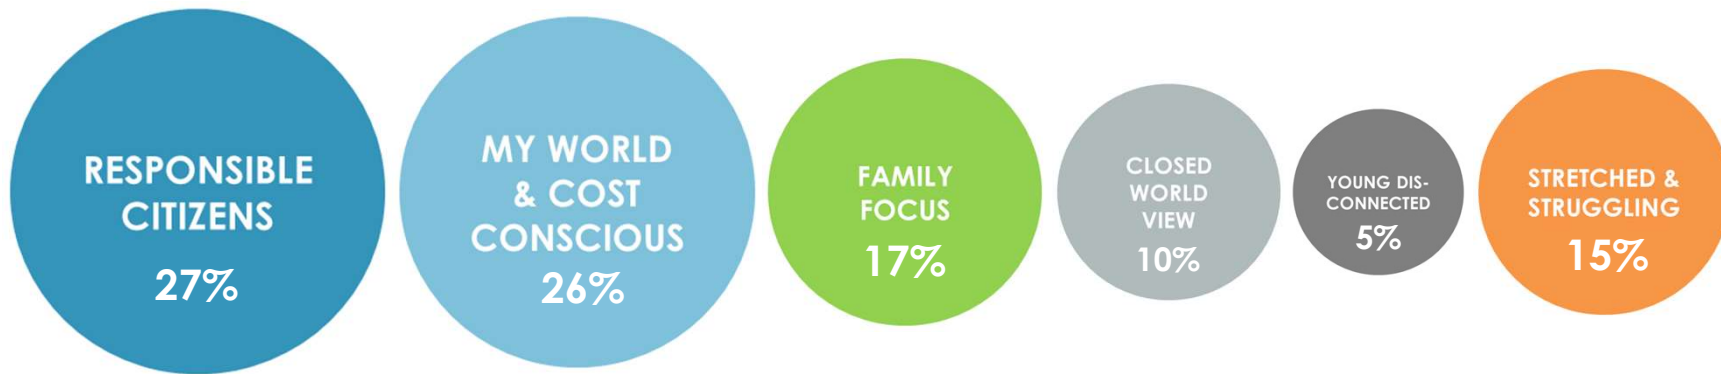 RESPONSIBLE
CITIZENS
27%
MY WORLD
& COST
CONSCIOUS
26%
FAMILY
FOCUS
17%
CLOSED
WORLD
VIEW
10%
YOUNG DIS-
CONNECTED
5%
STRETCHED &
STRUGGLING
15%